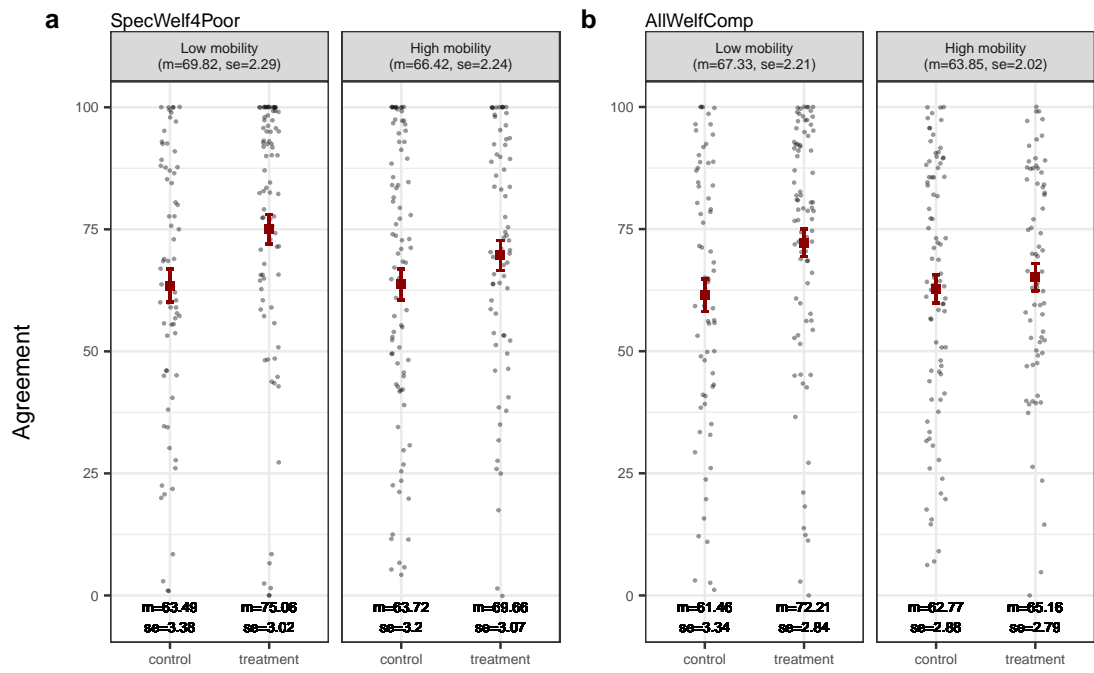 a
SpecWelf4Poor
Low mobility
(m=69.82, se=2.29)
High mobility
(m=66.42, se=2.24)
100
75
50
25
0
m=63.49
se=3.38
m=75.06
se=3.02
m=63.72
se=3.2
m=69.66
se=3.07
control
treatment
control
treatment
Agreement
b
AllWelfComp
Low mobility
(m=67.33, se=2.21)
High mobility
(m=63.85, se=2.02)
100
75
50
25
0
m=61.46
se=3.34
m=72.21
se=2.84
m=62.77
se=2.88
m=65.16
se=2.79
control
treatment
control
treatment